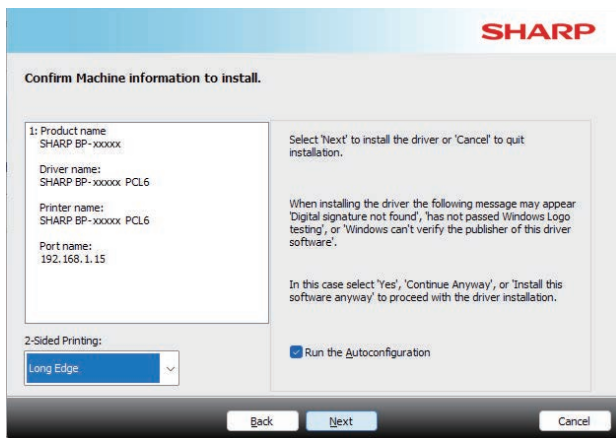 SHARP
Confirm Machine information to install.
1: Product name
SHARP BP-xxxxx
Driver name:
SHARP BP-xxxxx PCL6
Printer name:
SHARP BP-xxxxx PCL6
Port name:
192.168.1.15
2-Sided Printing:
Long Edge
Select 'Next' to install the driver or 'Cancel' to quit
installation.
When installing the driver the following message may appear
'Digital signature not found', 'has not passed Windows Logo
testing', or 'Windows can't verify the publisher of this driver
software'.
In this case select 'Yes', 'Continue Anyway', or 'Install this
software anyway' to proceed with the driver installation.
Run the Autoconfiguration
Back
Next
Cancel